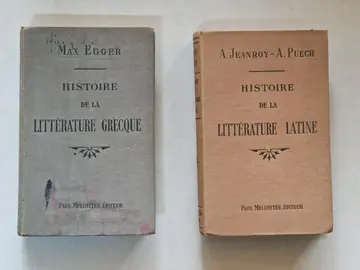 MAX EGGER
HISTOIRE
DE LA
LITTÉRATURE GRECQUE
PAUL MELLOTTÉE, ÉDITEUR
A JEANROY – A. PUECH
HISTOIRE
DE LA
LITTÉRATURE LATINE
PAUL MELLOTTÉE, ÉDITEUR